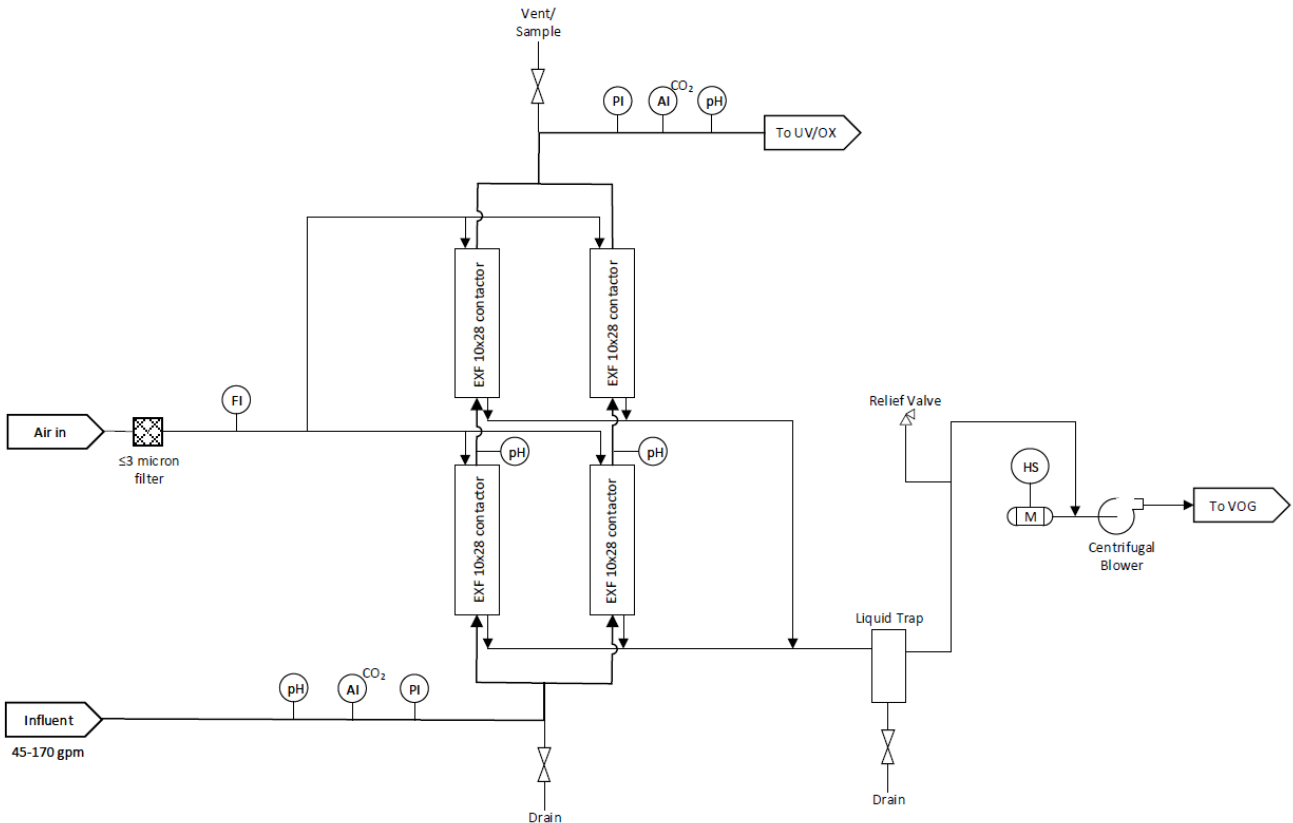 Vent/
Sample
PI
AI
CO₂
pH
To UV/OX
EXF 10x28 contactor
EXF 10x28 contactor
Air in
≤3 micron
filter
FI
pH
pH
Relief Valve
HS
M
Centrifugal
Blower
To VOG
EXF 10x28 contactor
EXF 10x28 contactor
Liquid Trap
Drain
Influent
45-170 gpm
pH
AI
CO₂
PI
Drain